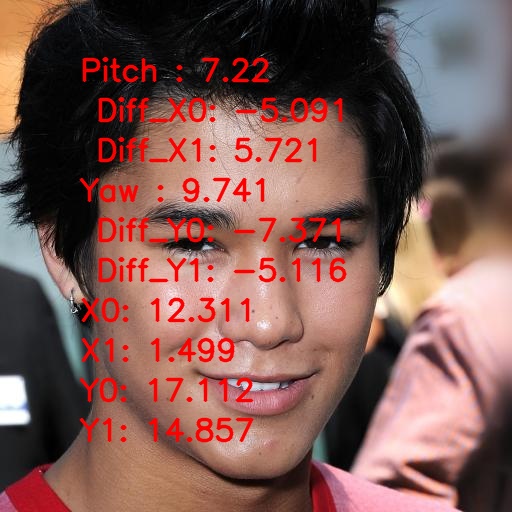 Pitch : 7.22
Diff_X0: -5.091
Diff_X1: 5.721
Yaw : 9.741
Diff_Y0: -7.371
Diff_Y1: -5.116
X0: 12.311
X1: 1.499
Y0: 17.112
Y1: 14.857